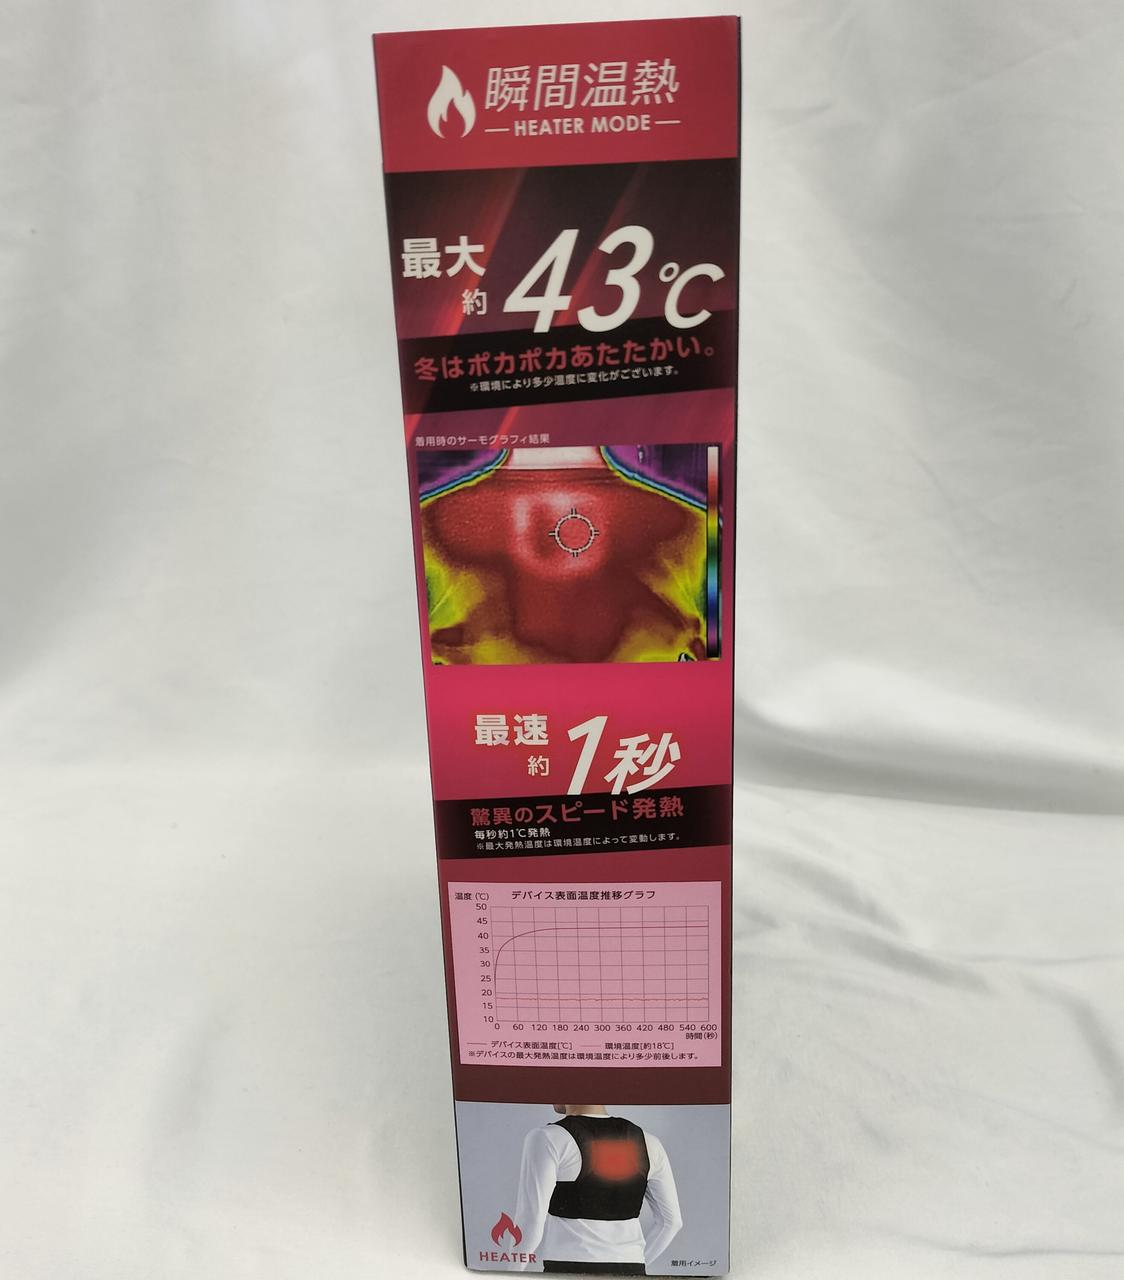 瞬間温熱
HEATER MODE
最大
約
43℃
冬はポカポカあたたかい。
※環境により多少温度に変化がございます。
着用時のサーモグラフィ結果
最速
約
1秒
驚異のスピード発熱
毎秒約1℃発熱
※最大発熱温度は環境温度によって変動します。
温度(℃)
デバイス表面温度推移グラフ
50
45
40
35
30
25
20
15
10
0 60 120 180 240 300 360 420 480 540 600
時間(秒)
デバイス表面温度[℃] 環境温度[約18℃]
※デバイスの最大発熱温度は環境温度により多少前後します。
HEATER
着用イメージ